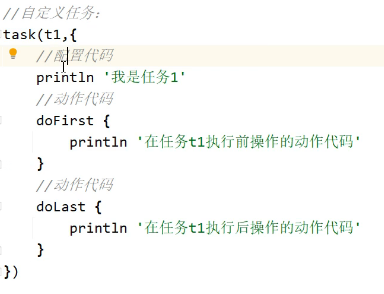 //自定义任务:
task(t1,{
//配置代码
println '我是任务1'
//动作代码
doFirst {
println '在任务t1执行前操作的动作代码'
}
//动作代码
doLast {
println '在任务t1执行后操作的动作代码'
}
})